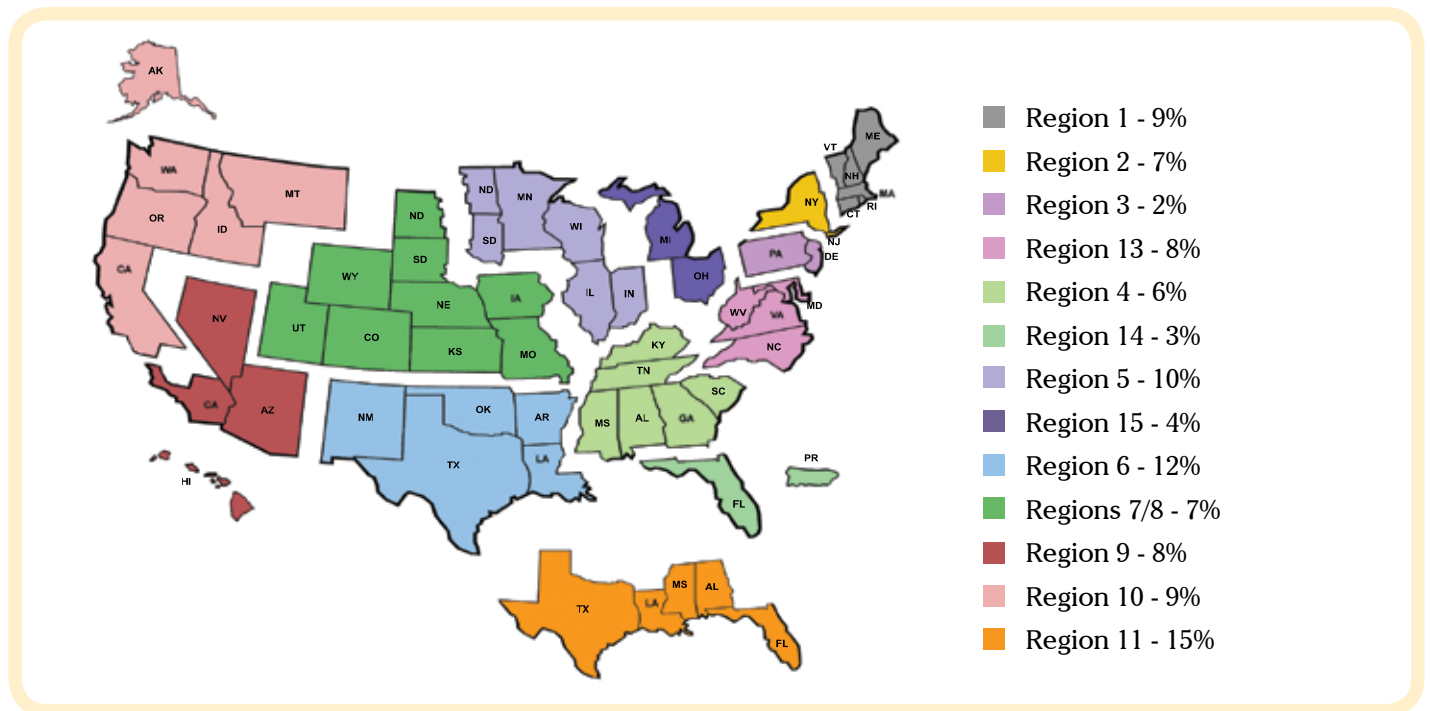 AK
WA
MT
OR
ID
CA
NV
CA
AZ
HI
ND
SD
WY
NE
IA
UT
CO
KS
MO
ND
MN
SD
WI
IL
IN
MI
OH
NM
OK
AR
TX
LA
KY
TN
SC
MS
AL
GA
FL
PR
ME
VT
NH
MA
RI
CT
NY
NJ
PA
DE
MD
WV
VA
NC
TX
LA
MS
AL
FL
Region 1 - 9%
Region 2 - 7%
Region 3 - 2%
Region 13 - 8%
Region 4 - 6%
Region 14 - 3%
Region 5 - 10%
Region 15 - 4%
Region 6 - 12%
Regions 7/8 - 7%
Region 9 - 8%
Region 10 - 9%
Region 11 - 15%